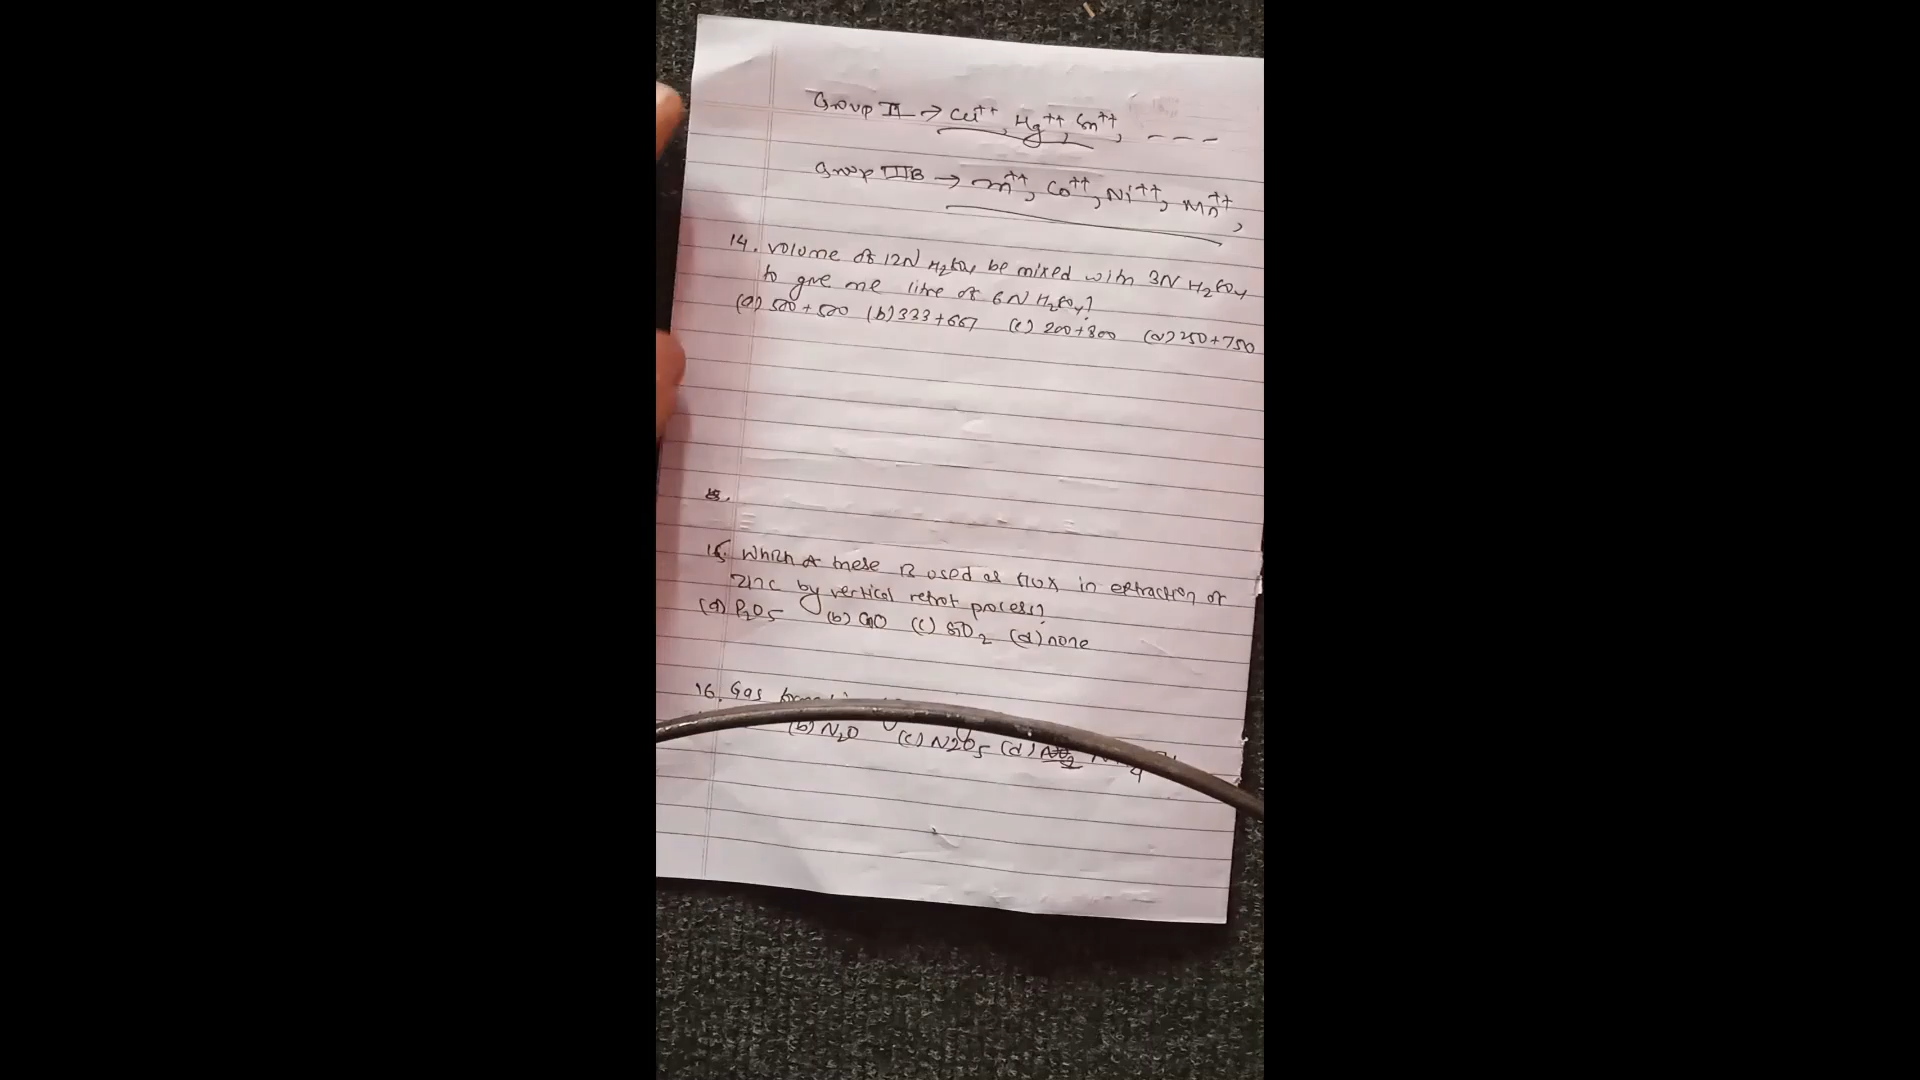 Group II → Cu++, Hg++, Sn++, - - -
Group IIIB → Zn++, Co++, Ni++, Mn++,
14. Volume of 12N H2SO4 be mixed with 3N H2SO4
to give me litre of 6N H2SO4?
(a) 500+500 (b) 333+667 (c) 200+800 (d) 250+750
15. Which of these is used as flux in extraction of
zinc by vertical retrot process?
(a) P2O5 (b) CaO (c) SiO2 (d) none
16. Gas
(b) N2O (c) N2O5 (d)